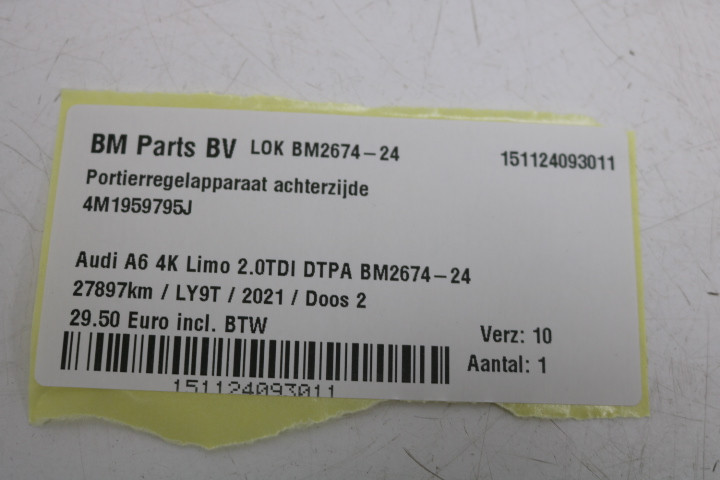 BM Parts BV LOK BM2674-24 151124093011
Portierregelapparaat achterzijde
4M1959795J
Audi A6 4K Limo 2.0TDI DTPA BM2674-24
27897km / LY9T / 2021 / Doos 2
29.50 Euro incl. BTW
Verz: 10
Aantal: 1
151124093011